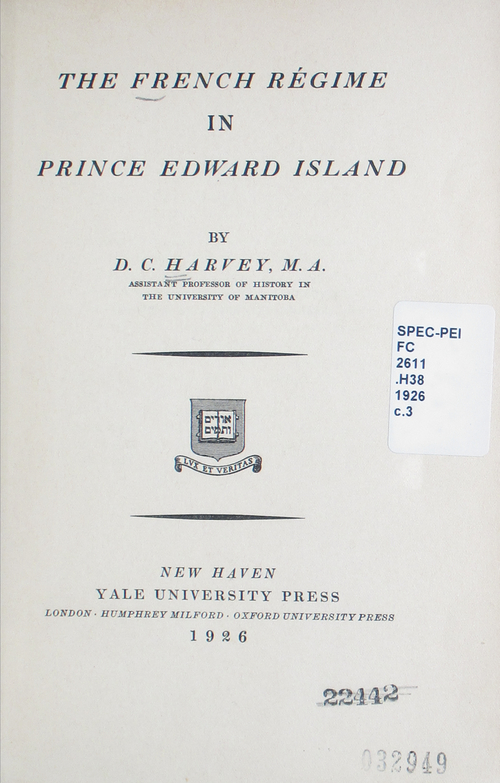 THE FRENCH RÉGIME
IN
PRINCE EDWARD ISLAND
BY
D. C. HARVEY, M.A.
ASSISTANT PROFESSOR OF HISTORY IN
THE UNIVERSITY OF MANITOBA
SPEC-PEI
FC
2611
.H38
1926
c.3
אורים
ותמים
LVX ET VERITAS
NEW HAVEN
YALE UNIVERSITY PRESS
LONDON · HUMPHREY MILFORD · OXFORD UNIVERSITY PRESS
1926
22442
032949